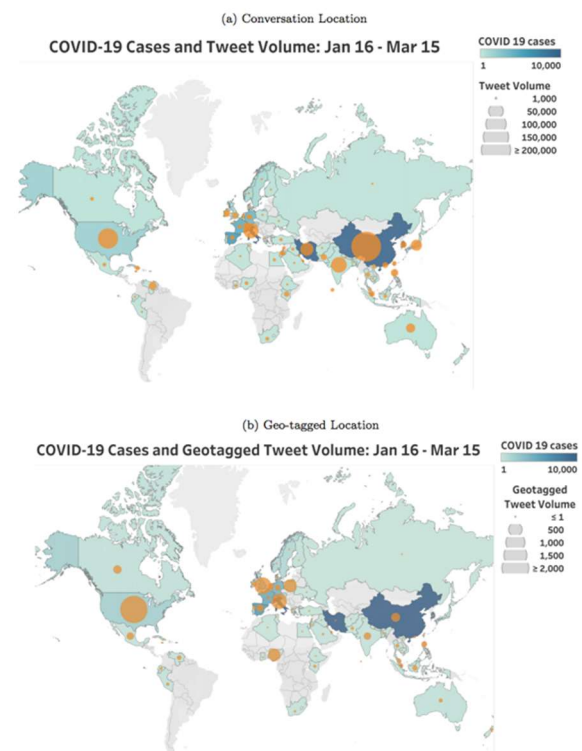 (a) Conversation Location
COVID-19 Cases and Tweet Volume: Jan 16 - Mar 15
COVID-19 cases
1 10,000
Tweet Volume
1,000
50,000
100,000
150,000
≥ 200,000
(b) Geo-tagged Location
COVID-19 Cases and Geotagged Tweet Volume: Jan 16 - Mar 15
COVID 19 cases
1 10,000
Geotagged
Tweet Volume
≤ 1
500
1,000
1,500
≥ 2,000